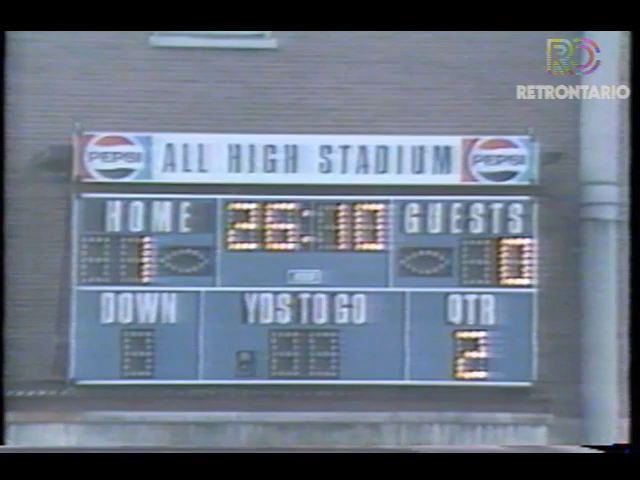 RETRONTARIO
PEPSI ALL HIGH STADIUM PEPSI
HOME 26:10 GUESTS
1 0
DOWN YDS TO GO QTR
2